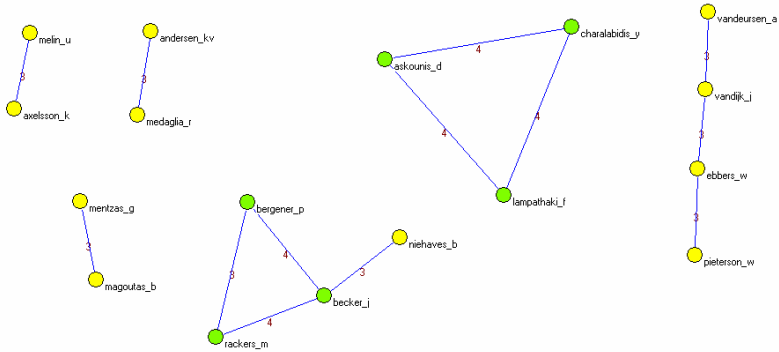 vandeursen_a
charalabidis_y
melin_u
andersen_kv
4
3
askounis_d
3
3
3
vandijk_j
axelsson_k
medaglia_r
4
4
3
ebbers_w
lampathaki_f
mentzas_g
bergener_p
3
niehaves_b
3
4
pieterson_w
3
3
magoutas_b
becker_j
4
rackers_m